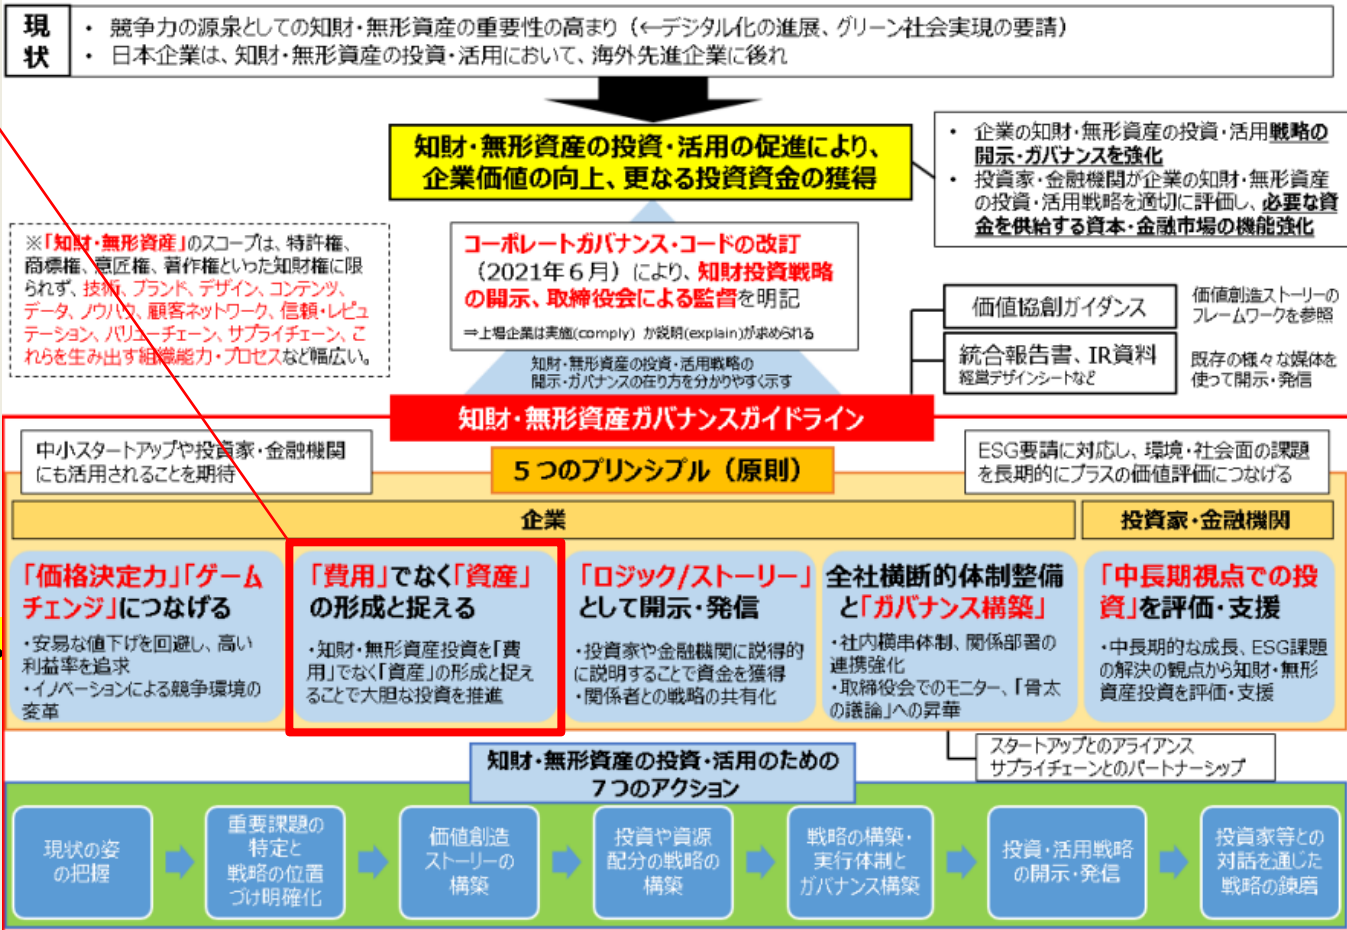 現
状
・ 競争力の源泉としての知財・無形資産の重要性の高まり（←デジタル化の進展、グリーン社会実現の要請）
・ 日本企業は、知財・無形資産の投資・活用において、海外先進企業に後れ
知財・無形資産の投資・活用の促進により、
企業価値の向上、更なる投資資金の獲得
・ 企業の知財・無形資産の投資・活用戦略の
開示・ガバナンスを強化
・ 投資家・金融機関が企業の知財・無形資産
の投資・活用戦略を適切に評価し、必要な資
金を供給する資本・金融市場の機能強化
※「知財・無形資産」のスコープは、特許権、
商標権、意匠権、著作権といった知財権に限
られず、技術、ブランド、デザイン、コンテンツ、
データ、ノウハウ、顧客ネットワーク、信頼・レピュ
テーション、バリューチェーン、サプライチェーン、こ
れらを生み出す組織能力・プロセスなど幅広い。
コーポレートガバナンス・コードの改訂
（2021年６月）により、知財投資戦略
の開示、取締役会による監督を明記
⇒上場企業は実施(comply) か説明(explain)が求められる
知財・無形資産の投資・活用戦略の
開示・ガバナンスの在り方を分かりやすく示す
価値協創ガイダンス
価値創造ストーリーの
フレームワークを参照
統合報告書、IR資料
経営デザインシートなど
既存の様々な媒体を
使って開示・発信
知財・無形資産ガバナンスガイドライン
中小スタートアップや投資家・金融機関
にも活用されることを期待
５つのプリンシプル（原則）
ESG要請に対応し、環境・社会面の課題
を長期的にプラスの価値評価につなげる
企業
投資家・金融機関
「価格決定力」「ゲーム
チェンジ」につなげる
・安易な値下げを回避し、高い
利益率を追求
・イノベーションによる競争環境の
変革
「費用」でなく「資産」
の形成と捉える
・知財・無形資産投資を「費
用」でなく「資産」の形成と捉え
ることで大胆な投資を推進
「ロジック/ストーリー」
として開示・発信
・投資家や金融機関に説得的
に説明することで資金を獲得
・関係者との戦略の共有化
全社横断的体制整備
と「ガバナンス構築」
・社内横串体制、関係部署の
連携強化
・取締役会でのモニター、「骨太
の議論」への昇華
「中長期視点での投
資」を評価・支援
・中長期的な成長、ESG課題
の解決の観点から知財・無形
資産投資を評価・支援
スタートアップとのアライアンス
サプライチェーンとのパートナーシップ
知財・無形資産の投資・活用のための
７つのアクション
現状の姿
の把握
重要課題の
特定と
戦略の位置
づけ明確化
価値創造
ストーリーの
構築
投資や資源
配分の戦略の
構築
戦略の構築・
実行体制と
ガバナンス構築
投資・活用戦略
の開示・発信
投資家等との
対話を通じた
戦略の錬磨